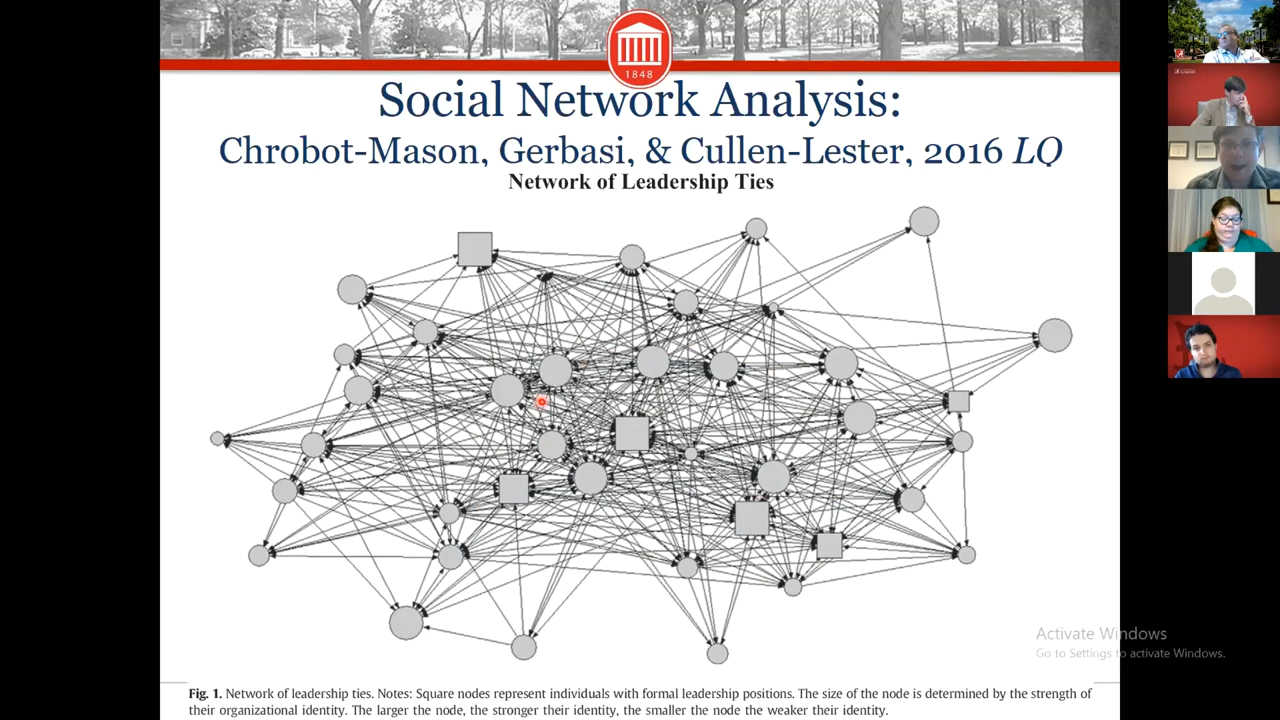 1848
Social Network Analysis:
Chrobot-Mason, Gerbasi, & Cullen-Lester, 2016 LQ
Network of Leadership Ties
Activate Windows
Go to Settings to activate Windows.
Fig. 1. Network of leadership ties. Notes: Square nodes represent individuals with formal leadership positions. The size of the node is determined by the strength of
their organizational identity. The larger the node, the stronger their identity, the smaller the node the weaker their identity.